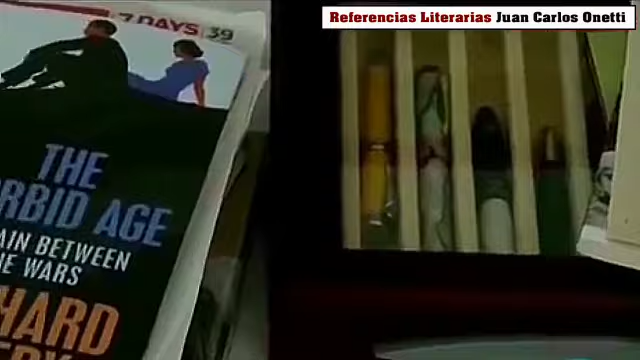 Referencias Literarias Juan Carlos Onetti
7 DAYS 39
THE
RBID AGE
AIN BETWEEN
E WARS
HARD